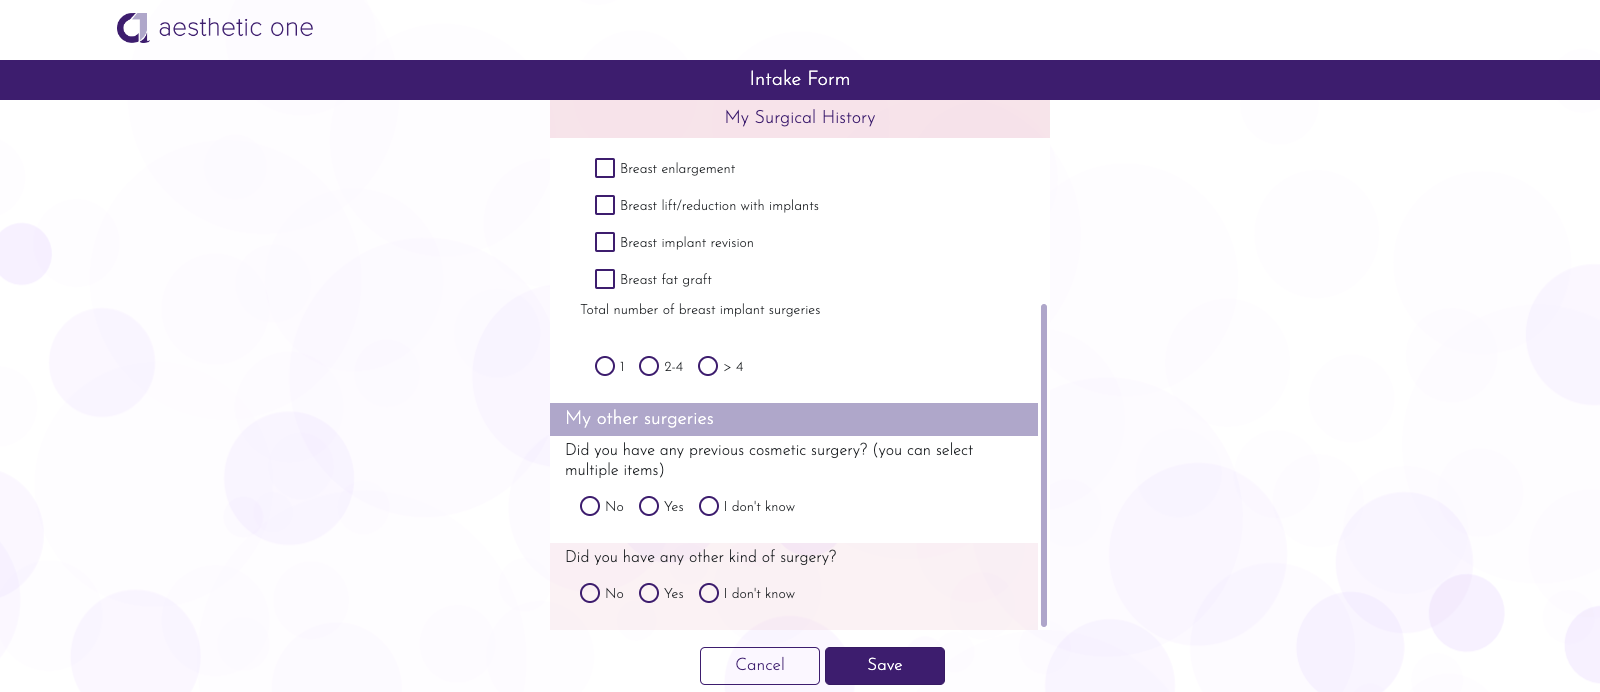 aesthetic one
Intake Form
My Surgical History
Breast enlargement
Breast lift/reduction with implants
Breast implant revision
Breast fat graft
Total number of breast implant surgeries
1 2-4 > 4
My other surgeries
Did you have any previous cosmetic surgery? (you can select
multiple items)
No Yes I don't know
Did you have any other kind of surgery?
No Yes I don't know
Cancel Save